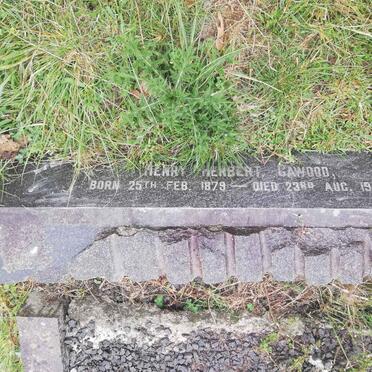 HENRY HERBERT CAWOOD,
BORN 25TH FEB. 1879 — DIED 23RD AUG. 19